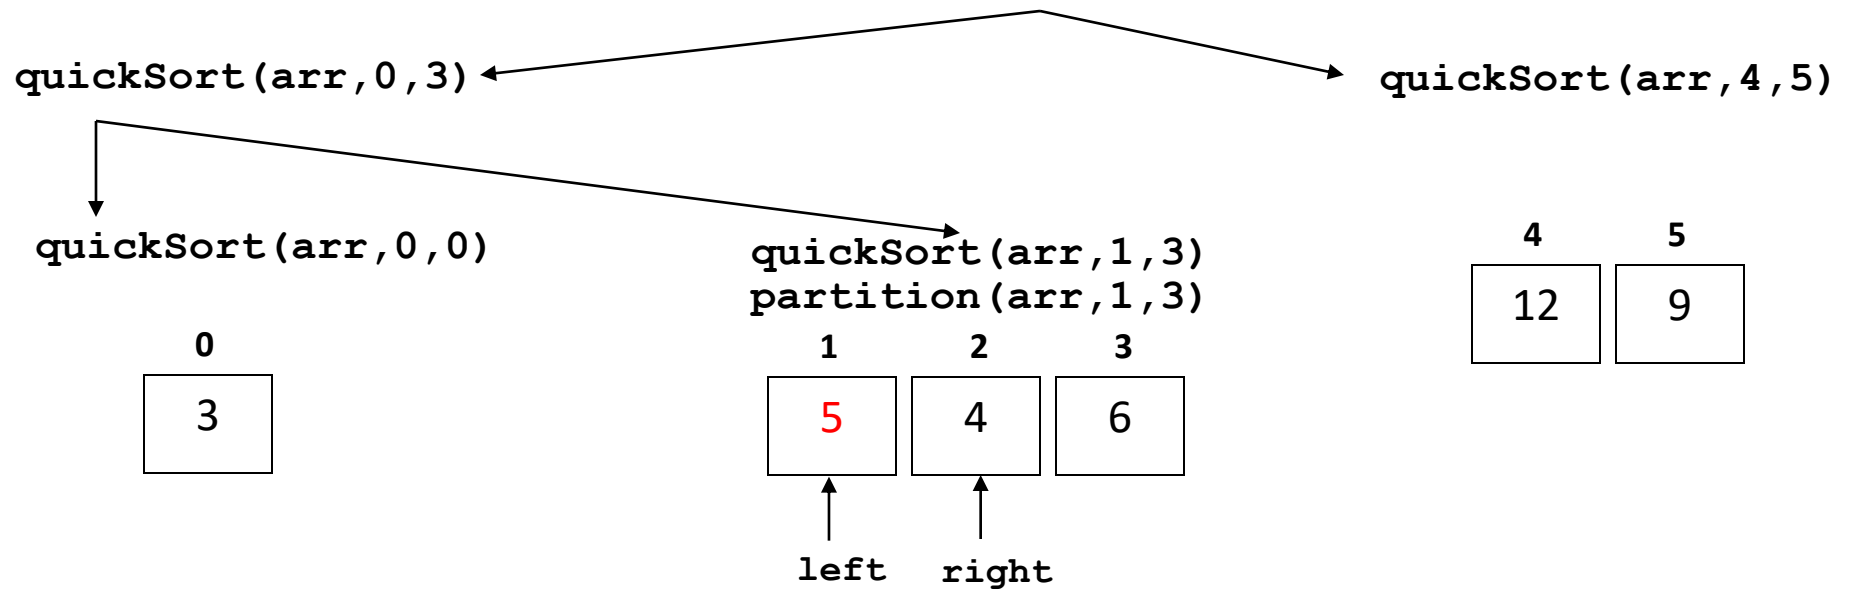 quickSort(arr,0,3)
quickSort(arr,4,5)
quickSort(arr,0,0)
quickSort(arr,1,3)
partition(arr,1,3)
4 5
12 9
0
3
1 2 3
5 4 6
left right